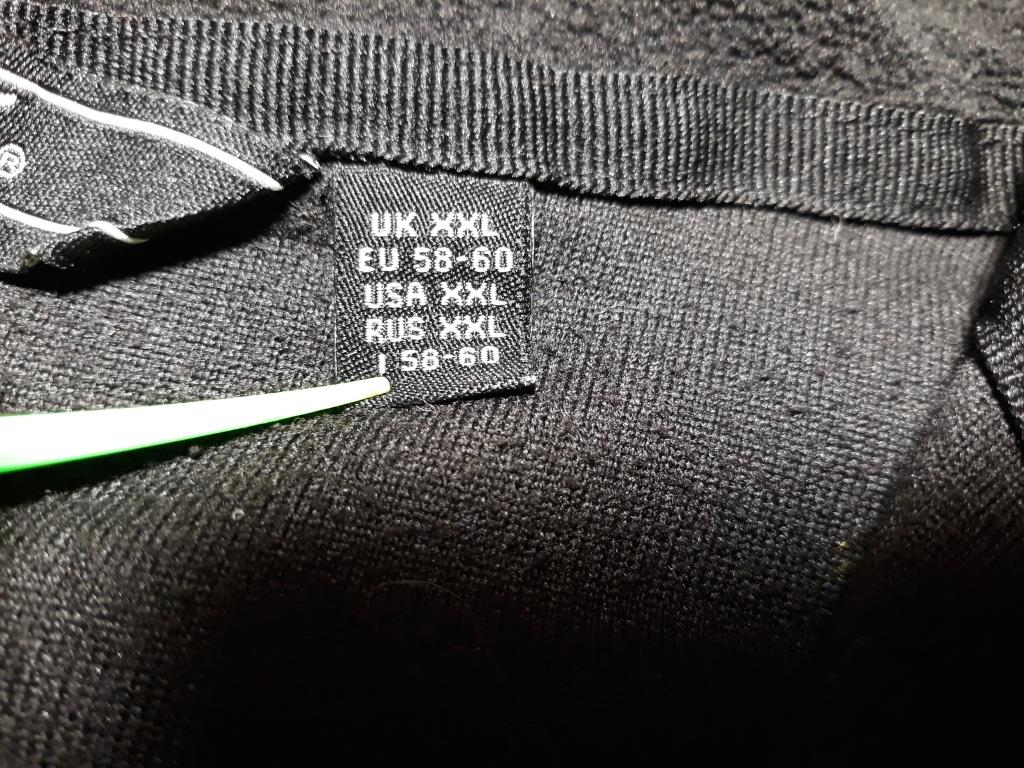 ®
UK XXL
EU 58-60
USA XXL
RUS XXL
I 58-60